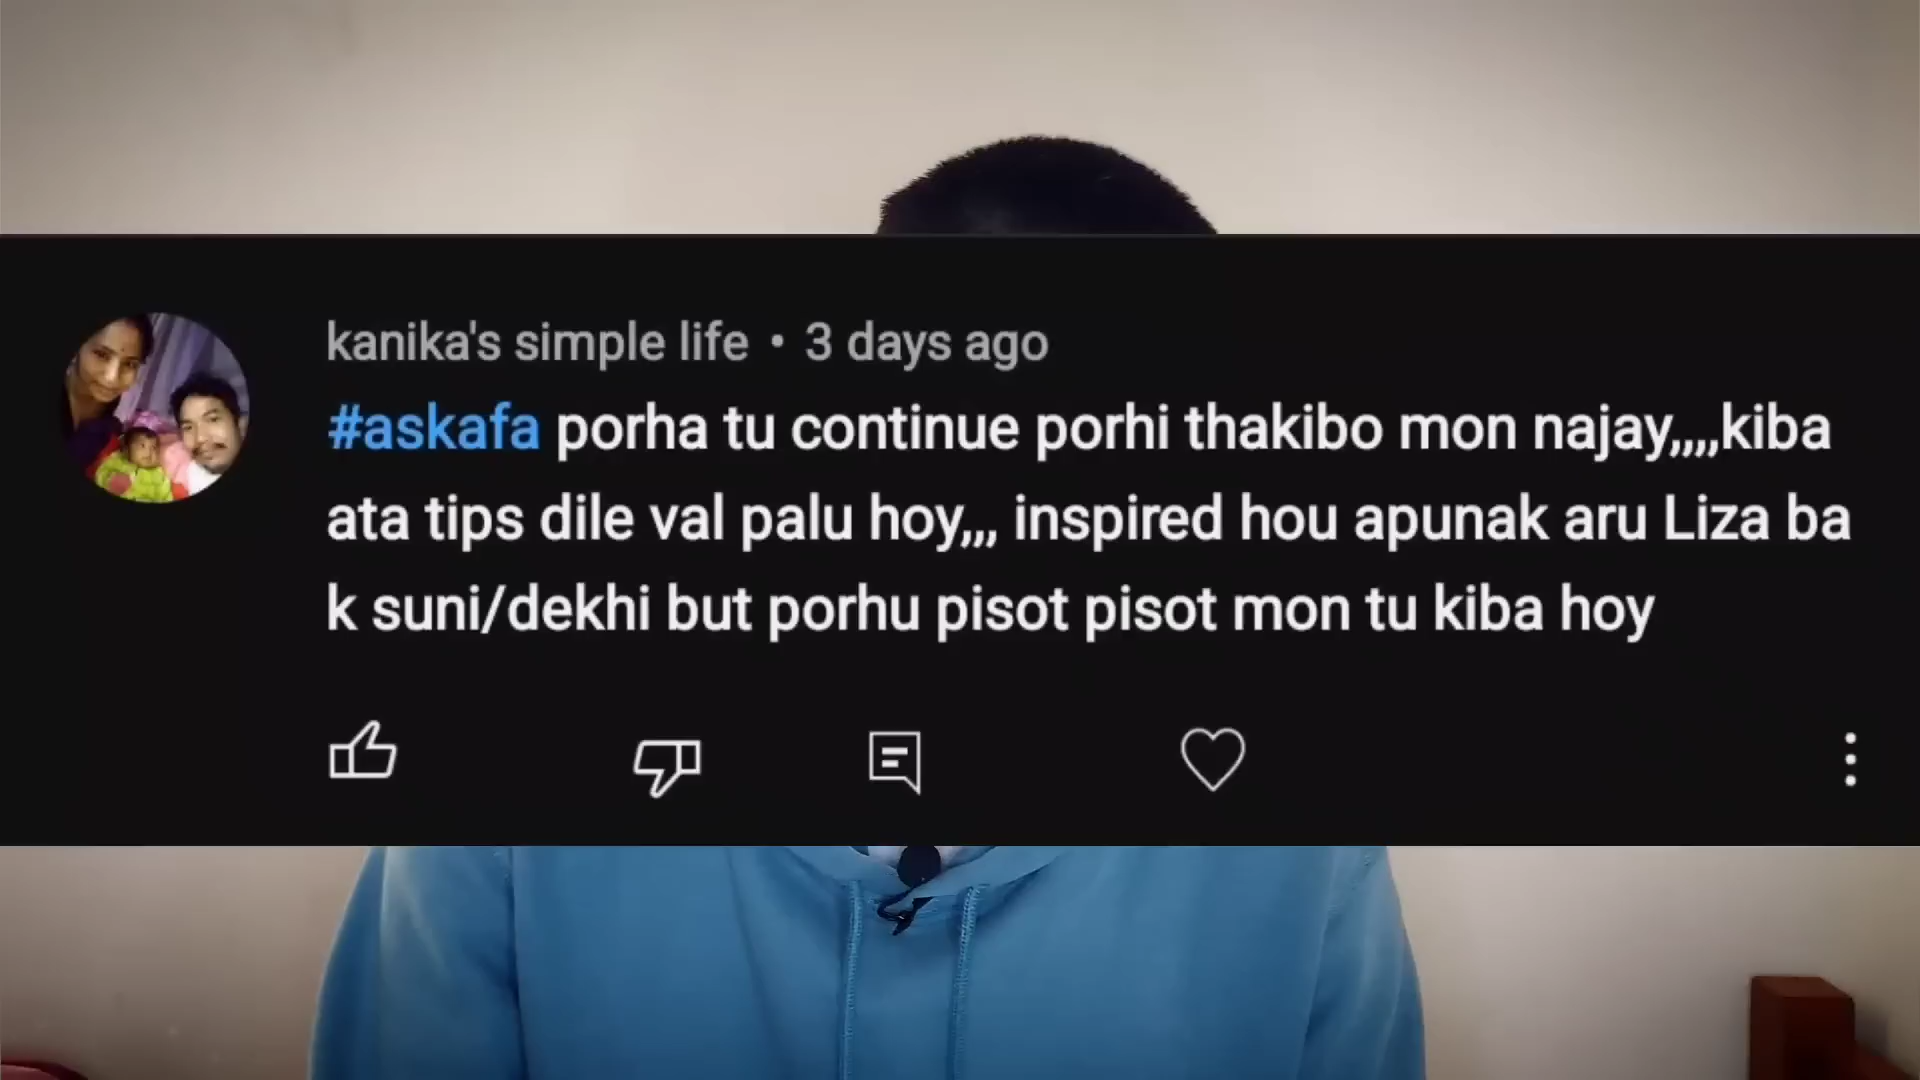 kanika's simple life • 3 days ago
#askafa porha tu continue porhi thakibo mon najay,,,,kiba
ata tips dile val palu hoy,,, inspired hou apunak aru Liza ba
k suni/dekhi but porhu pisot pisot mon tu kiba hoy